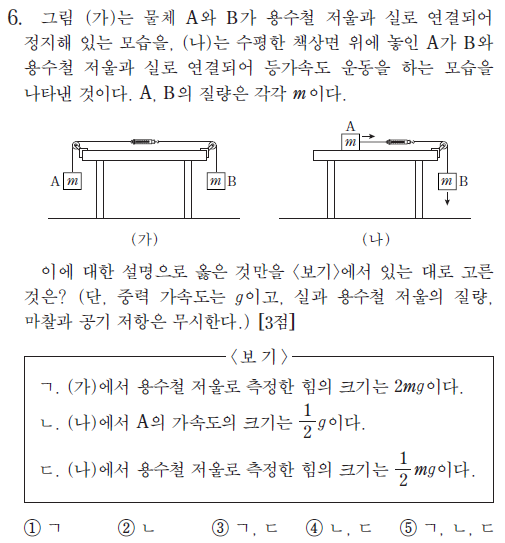 6. 그림 (가)는 물체 A와 B가 용수철 저울과 실로 연결되어
정지해 있는 모습을, (나)는 수평한 책상면 위에 놓인 A가 B와
용수철 저울과 실로 연결되어 등가속도 운동을 하는 모습을
나타낸 것이다. A, B의 질량은 각각 m이다.
A m m B
(가)
A
m
m B
(나)
이에 대한 설명으로 옳은 것만을 〈보기〉에서 있는 대로 고른
것은? (단, 중력 가속도는 g이고, 실과 용수철 저울의 질량,
마찰과 공기 저항은 무시한다.) [3점]
〈보 기〉
ㄱ. (가)에서 용수철 저울로 측정한 힘의 크기는 2mg이다.
ㄴ. (나)에서 A의 가속도의 크기는 1/2 g이다.
ㄷ. (나)에서 용수철 저울로 측정한 힘의 크기는 1/2 mg이다.
① ㄱ ② ㄴ ③ ㄱ, ㄷ ④ ㄴ, ㄷ ⑤ ㄱ, ㄴ, ㄷ